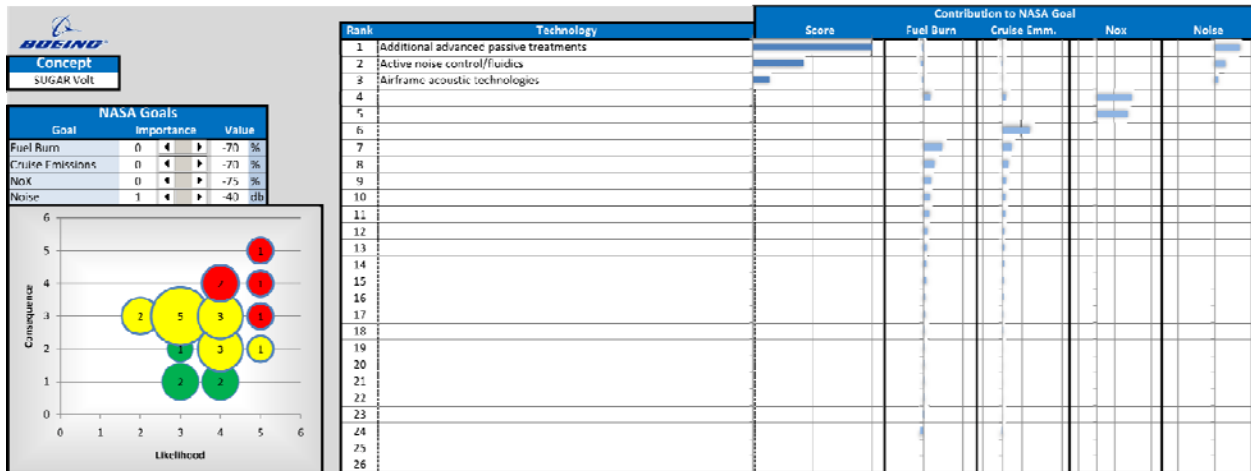 BOEING
Concept
SUGAR Volt
NASA Goals
Goal Importance Value
Fuel Burn 0 -70 %
Cruise Emissions 0 -70 %
NoX 0 -75 %
Noise 1 -40 db
6
5
4
3
2
1
0
Consequence
1
2 1
2 5 3 1
1 3 1
2 2
0 1 2 3 4 5 6
Likelihood
Contribution to NASA Goal
Rank Technology Score Fuel Burn Cruise Emm. Nox Noise
1 Additional advanced passive treatments
2 Active noise control/fluidics
3 Airframe acoustic technologies
4
5
6
7
8
9
10
11
12
13
14
15
16
17
18
19
20
21
22
23
24
25
26